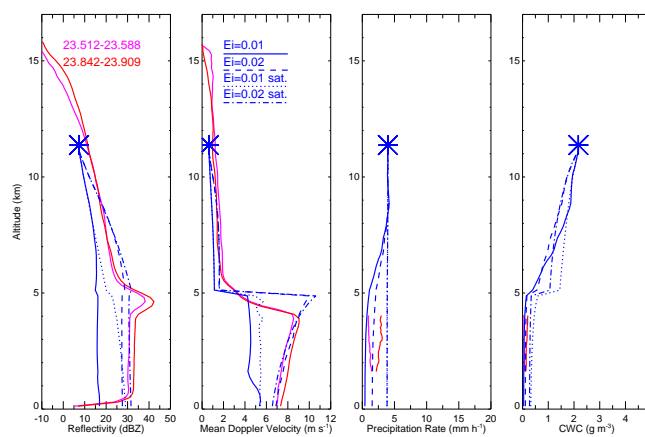 23.512-23.588
23.842-23.909
Ei=0.01
Ei=0.02
Ei=0.01 sat.
Ei=0.02 sat.
15 15 15 15
10 10 10 10
5 5 5 5
0 0 0 0
Altitude (km)
-10 0 10 20 30 40 50
0 2 4 6 8 10 12
0 5 10 15 20
0 1 2 3 4 5
Reflectivity (dBZ)
Mean Doppler Velocity (m s-1)
Precipitation Rate (mm h-1)
CWC (g m-3)